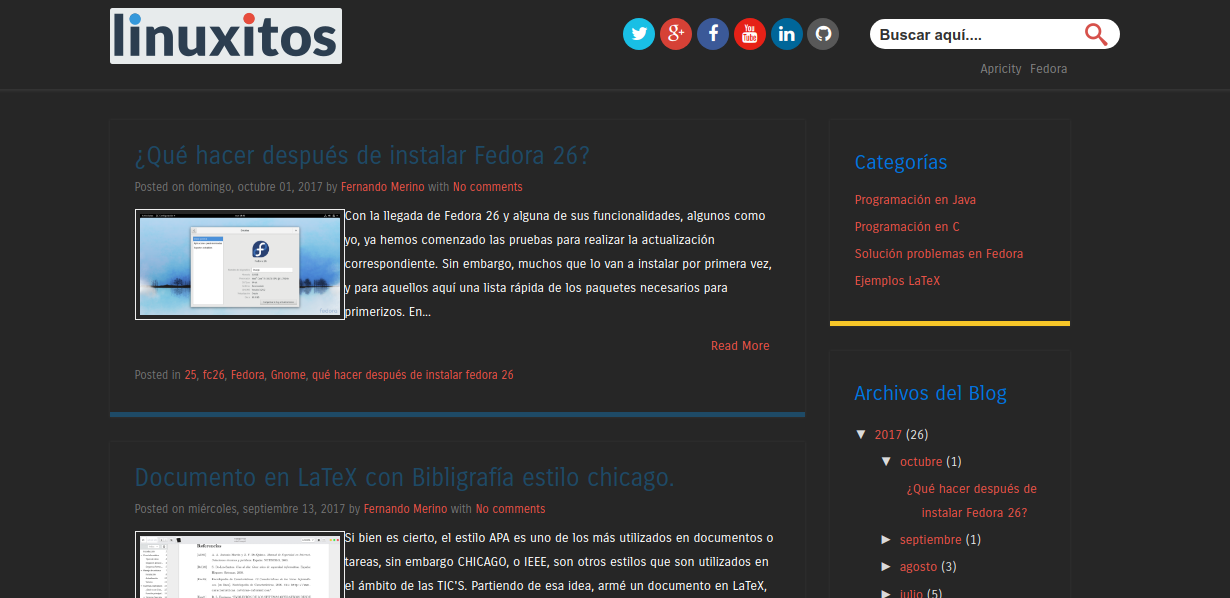 linuxitos
Buscar aquí....
Apricity Fedora
¿Qué hacer después de instalar Fedora 26?
Posted on domingo, octubre 01, 2017 by Fernando Merino with No comments
Con la llegada de Fedora 26 y alguna de sus funcionalidades, algunos como
yo, ya hemos comenzado las pruebas para realizar la actualización
correspondiente. Sin embargo, muchos que lo van a instalar por primera vez,
y para aquellos aquí una lista rápida de los paquetes necesarios para
primerizos. En...
Read More
Posted in 25, fc26, Fedora, Gnome, qué hacer después de instalar fedora 26
Documento en LaTeX con Bibligrafía estilo chicago.
Posted on miércoles, septiembre 13, 2017 by Fernando Merino with No comments
Referencias
Si bien es cierto, el estilo APA es uno de los más utilizados en documentos o
tareas, sin embargo CHICAGO, o IEEE, son otros estilos que son utilizados en
el ámbito de las TIC'S. Partiendo de esa idea, armé un documento en LaTeX,
Categorías
Programación en Java
Programación en C
Solución problemas en Fedora
Ejemplos LaTeX
Archivos del Blog
▼ 2017 (26)
▼ octubre (1)
¿Qué hacer después de
instalar Fedora 26?
► septiembre (1)
► agosto (3)
► julio (5)